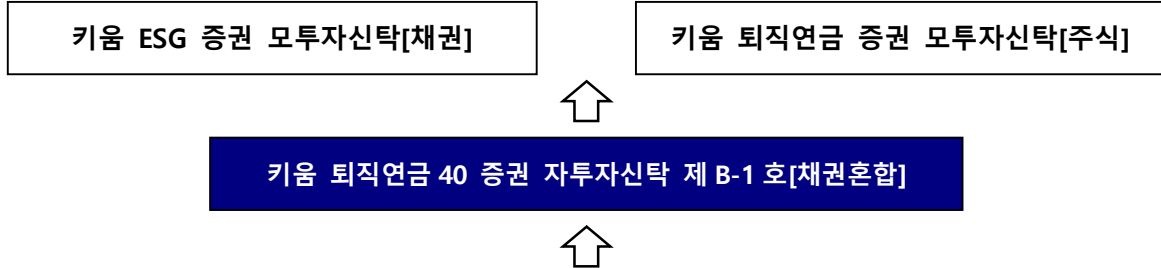 키움 ESG 증권 모투자신탁[채권]
키움 퇴직연금 증권 모투자신탁[주식]
키움 퇴직연금 40 증권 자투자신탁 제 B-1 호[채권혼합]